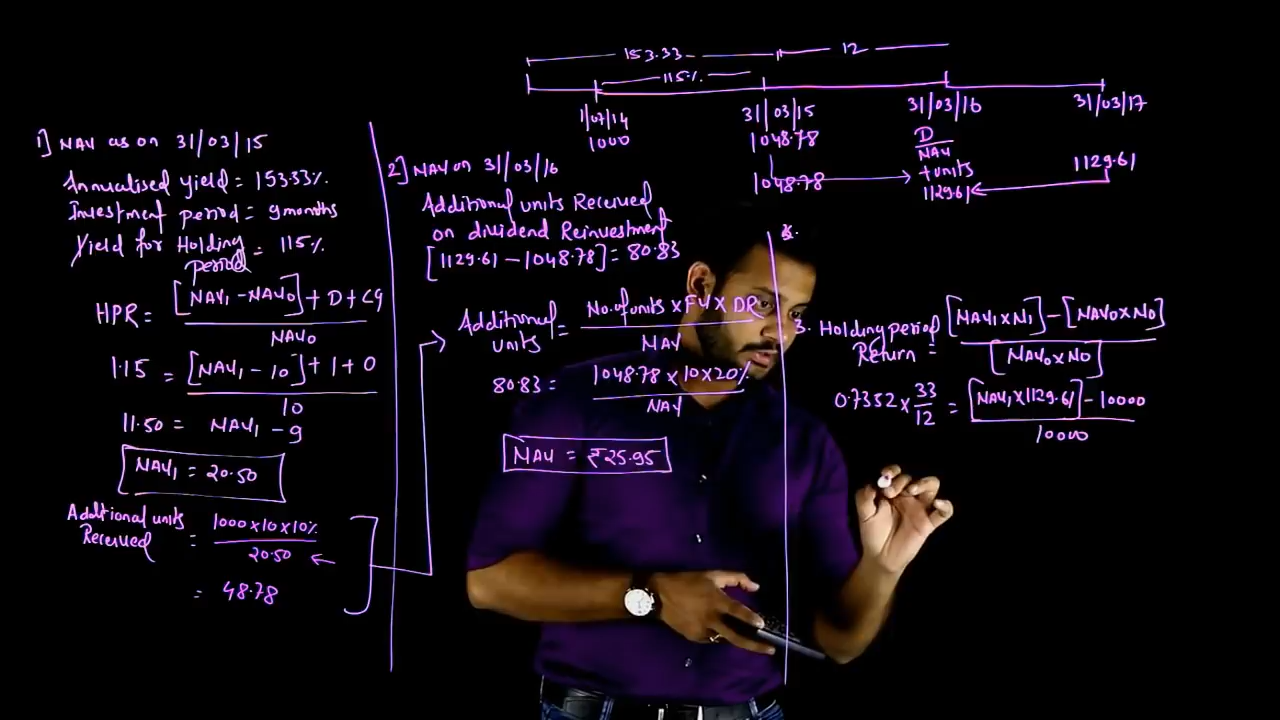 153.33 12
115%
1/07/14 31/03/15 31/03/16 31/03/17
1000 1048.78 D
NAV
1048.78 + units 1129.61
1129.61
1] NAV as on 31/03/15
Annualised yield = 153.33%
Investment period = 9 months
Yield for Holding period = 115%
HPR = [NAV1 - NAV0] + D + CG
NAV0
1.15 = [NAV1 - 10] + 1 + 0
10
11.50 = NAV1 - 9
NAV1 = 20.50
Additional units Received = 1000 x 10 x 10%
20.50
= 48.78
2] NAV on 31/03/16
Additional units Received
on dividend Reinvestment
[1129.61 - 1048.78] = 80.83
Additional units = No. of units x FV x DR
NAV
80.83 = 1048.78 x 10 x 20%
NAV
NAV = ₹25.95
3. Holding period Return = [NAV1 x N1] - [NAV0 x N0]
[NAV0 x N0]
0.7352 x 33/12 = [NAV1 x 1129.61] - 10000
10000